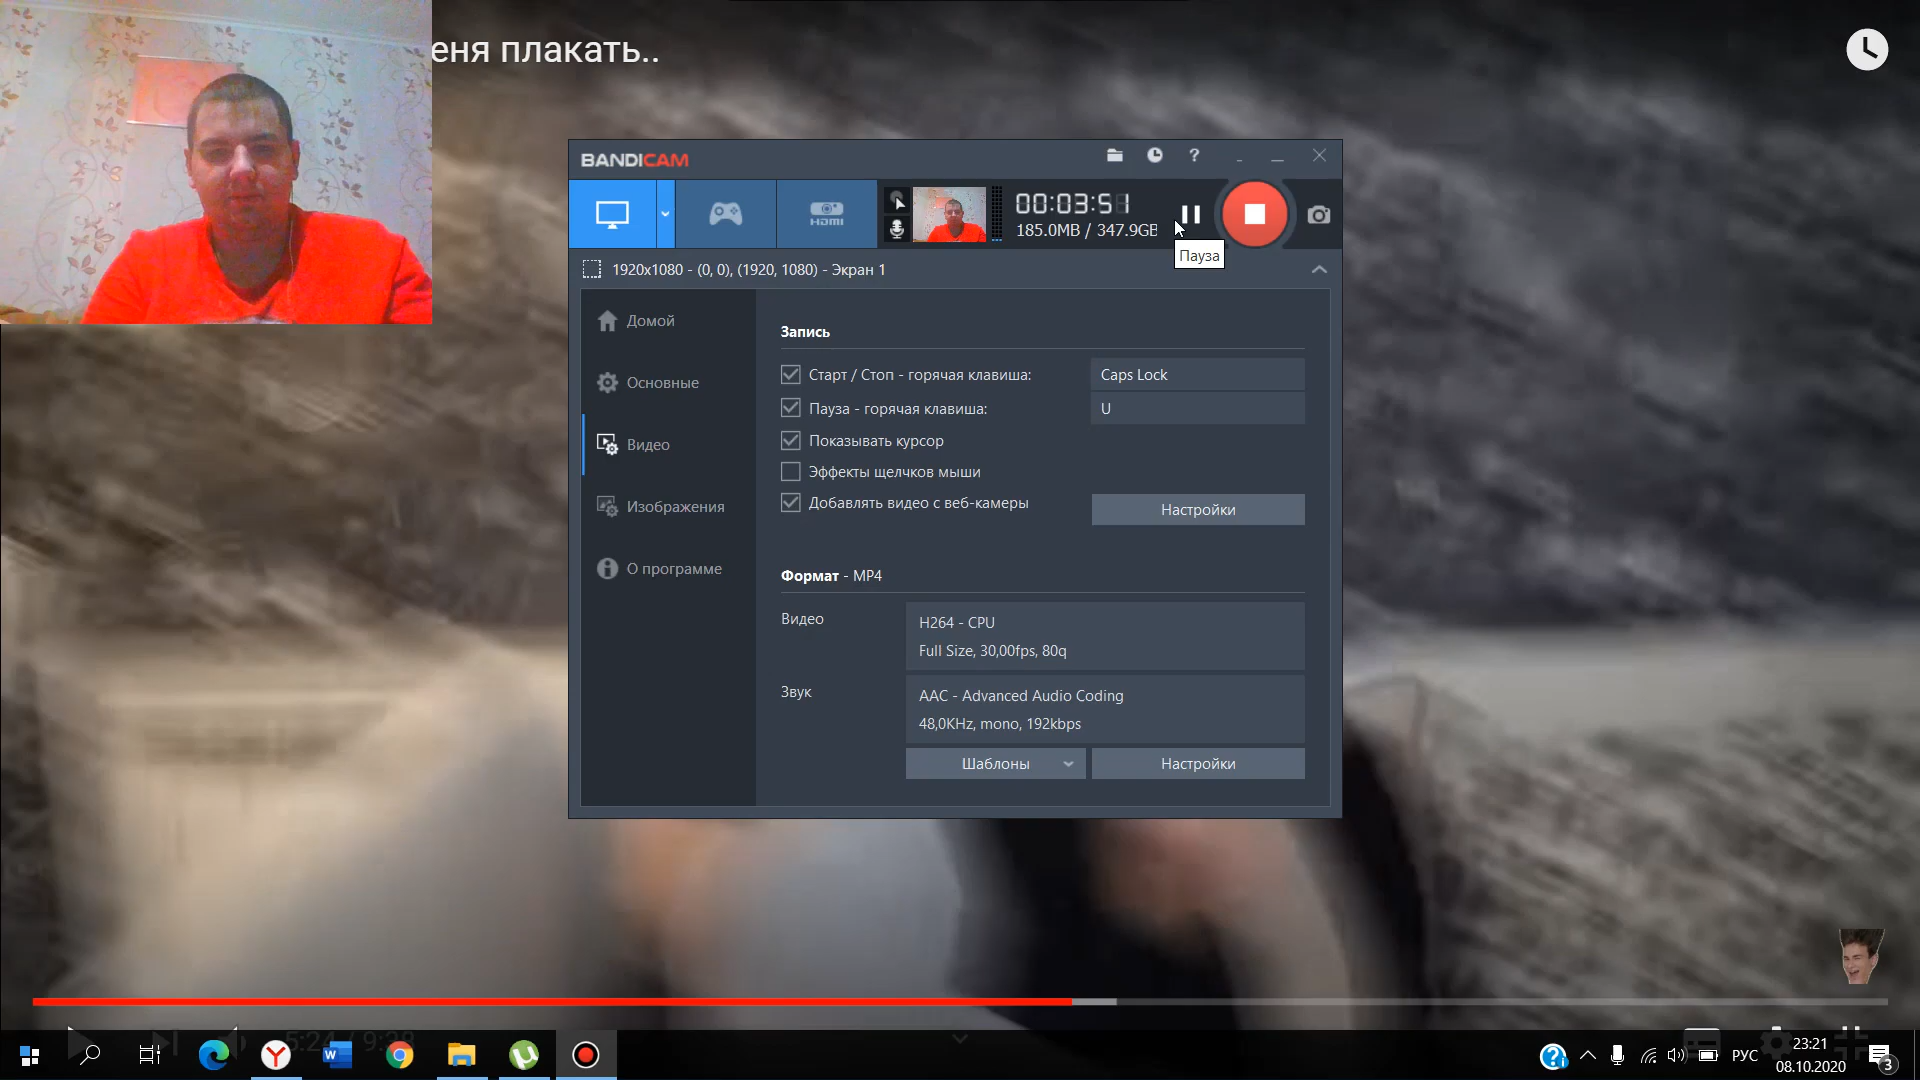 еня плакать..
BANDICAM
?
HDMI
00:03:51
185.0MB / 347.9GB
Пауза
1920x1080 - (0, 0), (1920, 1080) - Экран 1
Домой
Основные
Видео
Изображения
О программе
Запись
Старт / Стоп - горячая клавиша:
Caps Lock
Пауза - горячая клавиша:
U
Показывать курсор
Эффекты щелчков мыши
Добавлять видео с веб-камеры
Настройки
Формат - MP4
Видео
H264 - CPU
Full Size, 30,00fps, 80q
Звук
AAC - Advanced Audio Coding
48,0KHz, mono, 192kbps
Шаблоны
Настройки
РУС
23:21
08.10.2020
3